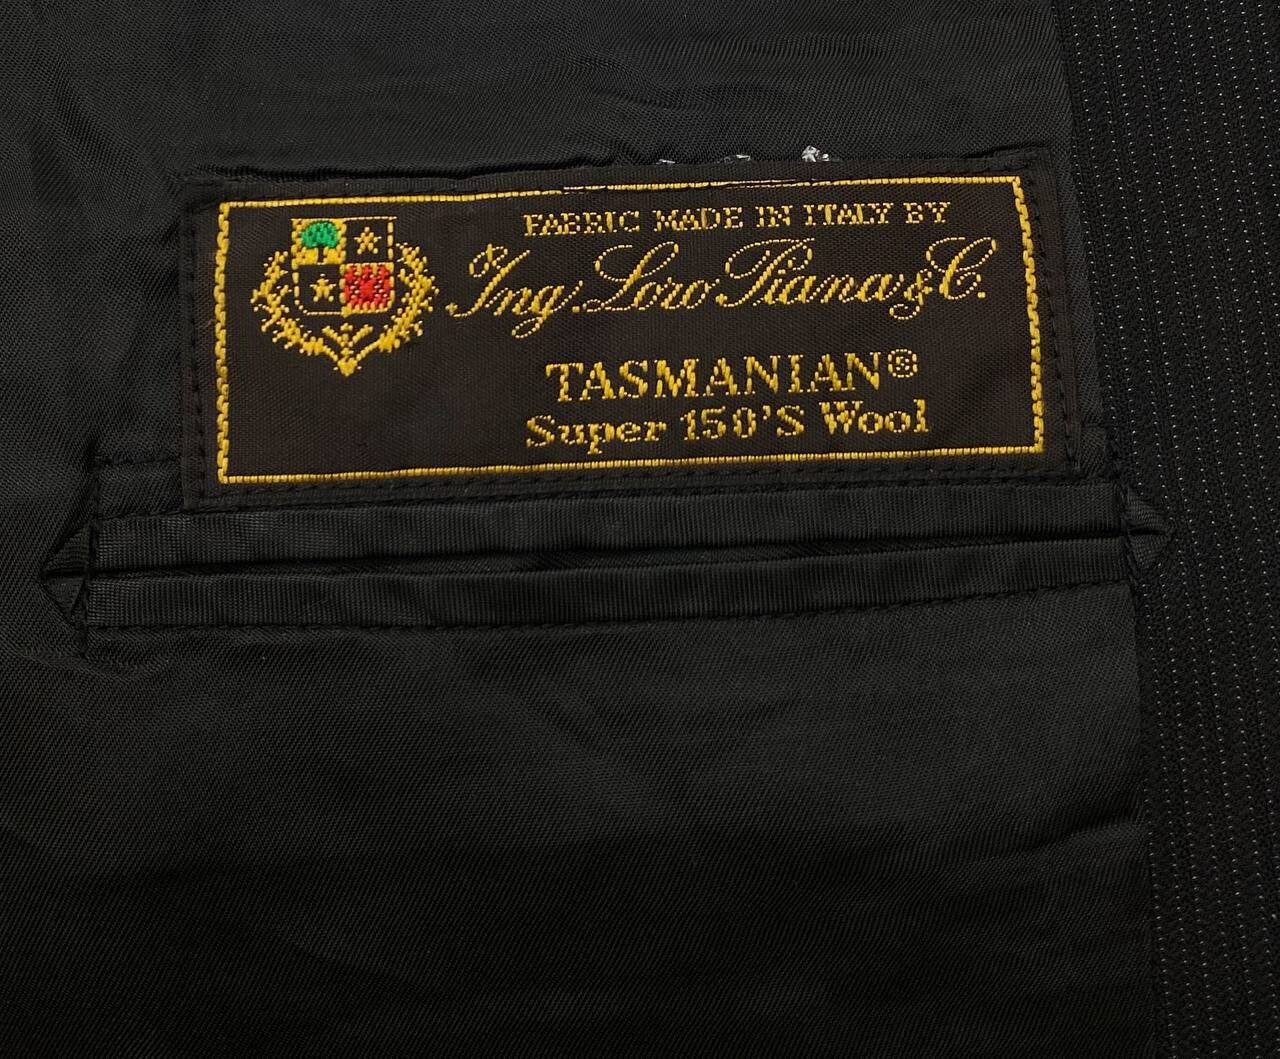 FABRIC MADE IN ITALY BY
Ing. Loro Piana & C.
TASMANIAN®
Super 150'S Wool